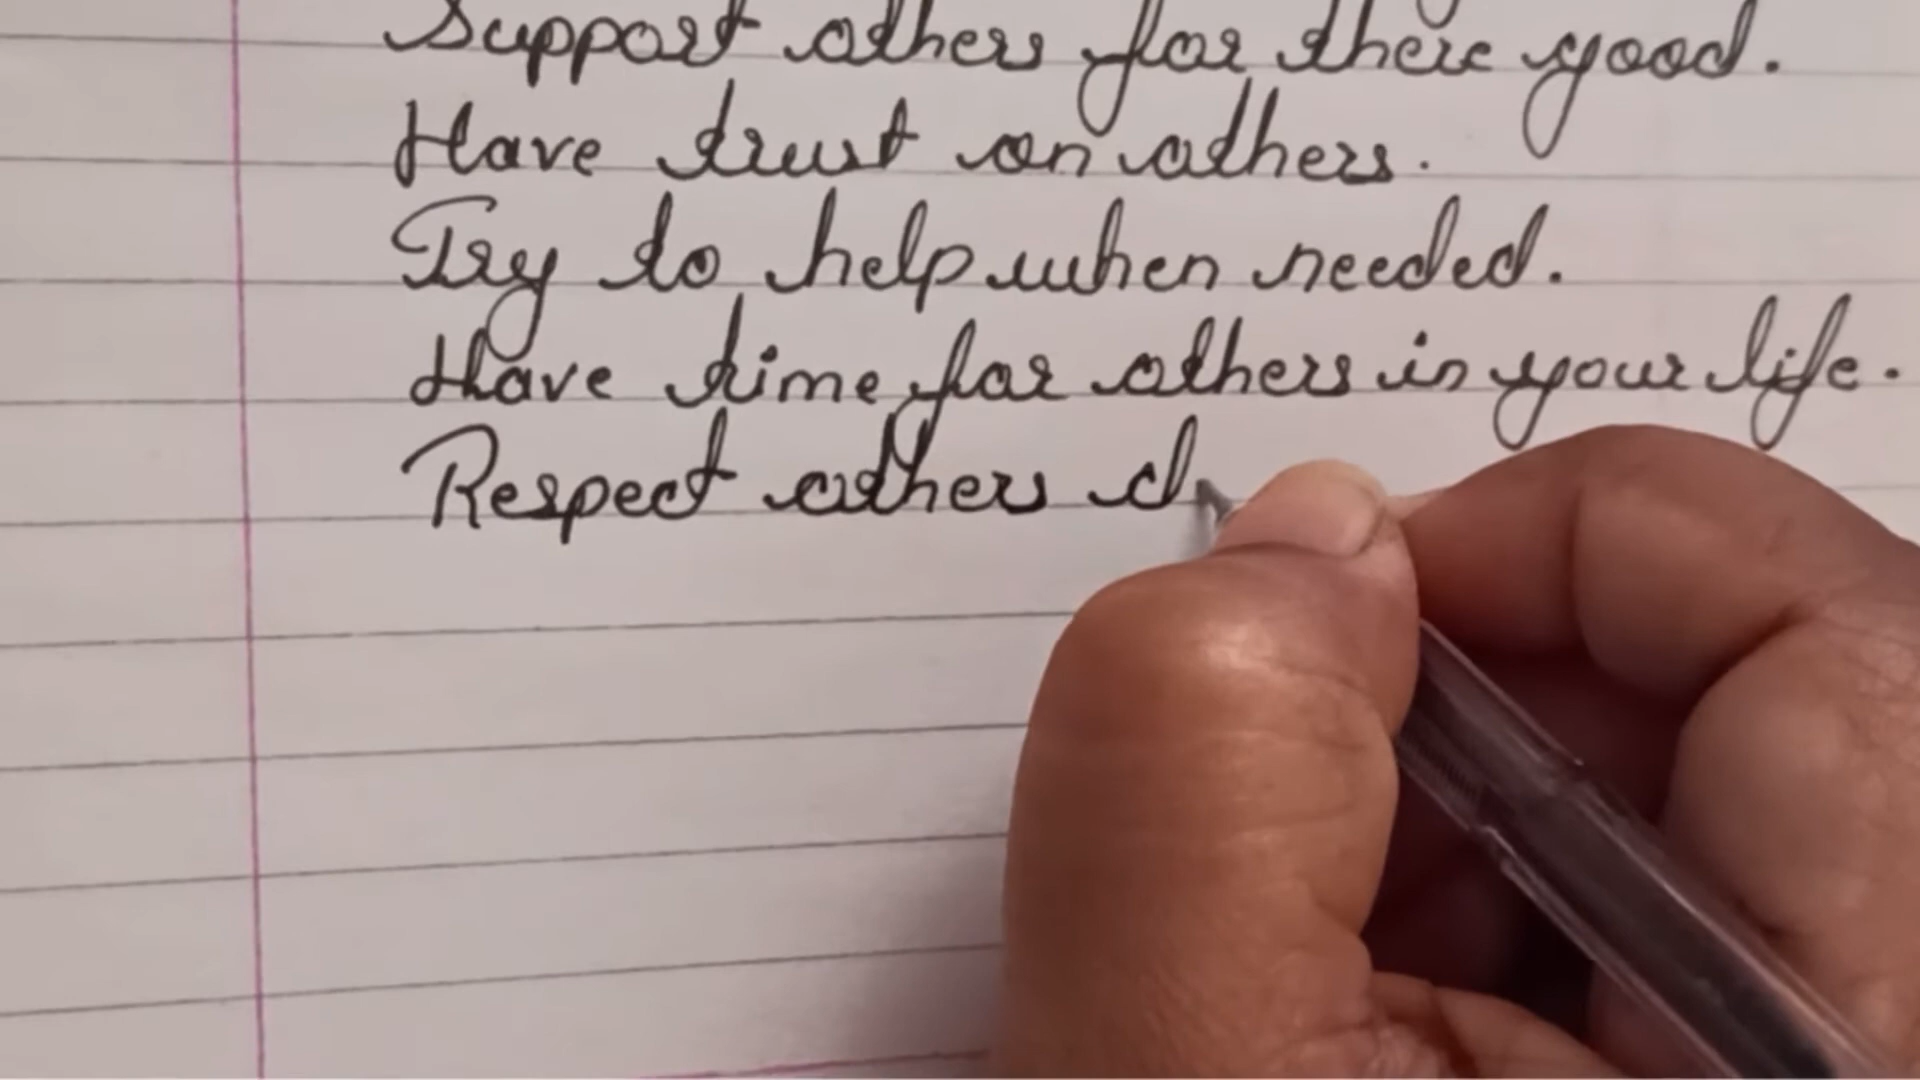 Support others for there good.
Have trust on others.
Try to help when needed.
Have time for others in your life.
Respect others d